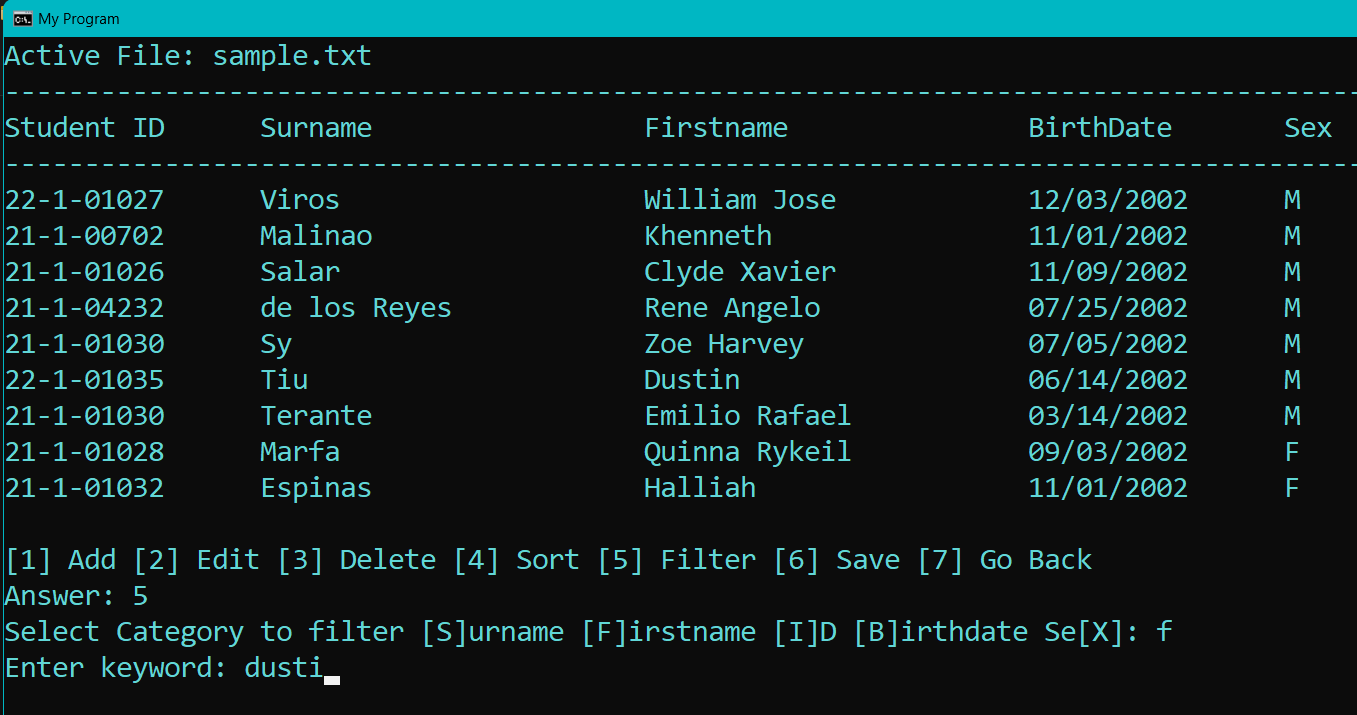 My Program
Active File: sample.txt
-------------------------------------------------------------------------------------
Student ID      Surname                 Firstname               BirthDate       Sex
-------------------------------------------------------------------------------------
22-1-01027      Viros                   William Jose            12/03/2002      M
21-1-00702      Malinao                 Khenneth                11/01/2002      M
21-1-01026      Salar                   Clyde Xavier            11/09/2002      M
21-1-04232      de los Reyes            Rene Angelo             07/25/2002      M
21-1-01030      Sy                      Zoe Harvey              07/05/2002      M
22-1-01035      Tiu                     Dustin                  06/14/2002      M
21-1-01030      Terante                 Emilio Rafael           03/14/2002      M
21-1-01028      Marfa                   Quinna Rykeil           09/03/2002      F
21-1-01032      Espinas                 Halliah                 11/01/2002      F
[1] Add [2] Edit [3] Delete [4] Sort [5] Filter [6] Save [7] Go Back
Answer: 5
Select Category to filter [S]urname [F]irstname [I]D [B]irthdate Se[X]: f
Enter keyword: dusti